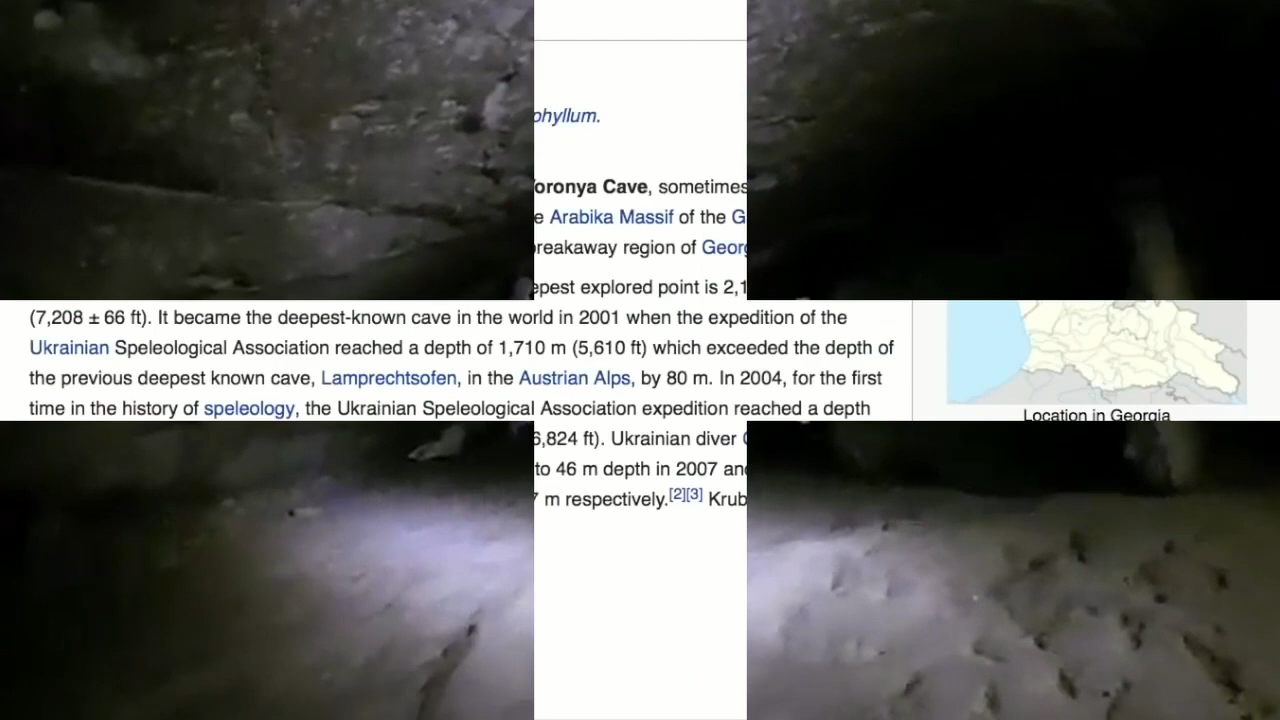 phyllum.
oronya Cave, sometimes
e Arabika Massif of the G
breakaway region of Georg
epest explored point is 2,1
(7,208 ± 66 ft). It became the deepest-known cave in the world in 2001 when the expedition of the
Ukrainian Speleological Association reached a depth of 1,710 m (5,610 ft) which exceeded the depth of
the previous deepest known cave, Lamprechtsofen, in the Austrian Alps, by 80 m. In 2004, for the first
time in the history of speleology, the Ukrainian Speleological Association expedition reached a depth
Location in Georgia
6,824 ft). Ukrainian diver
to 46 m depth in 2007 and
7 m respectively.[2][3] Krub